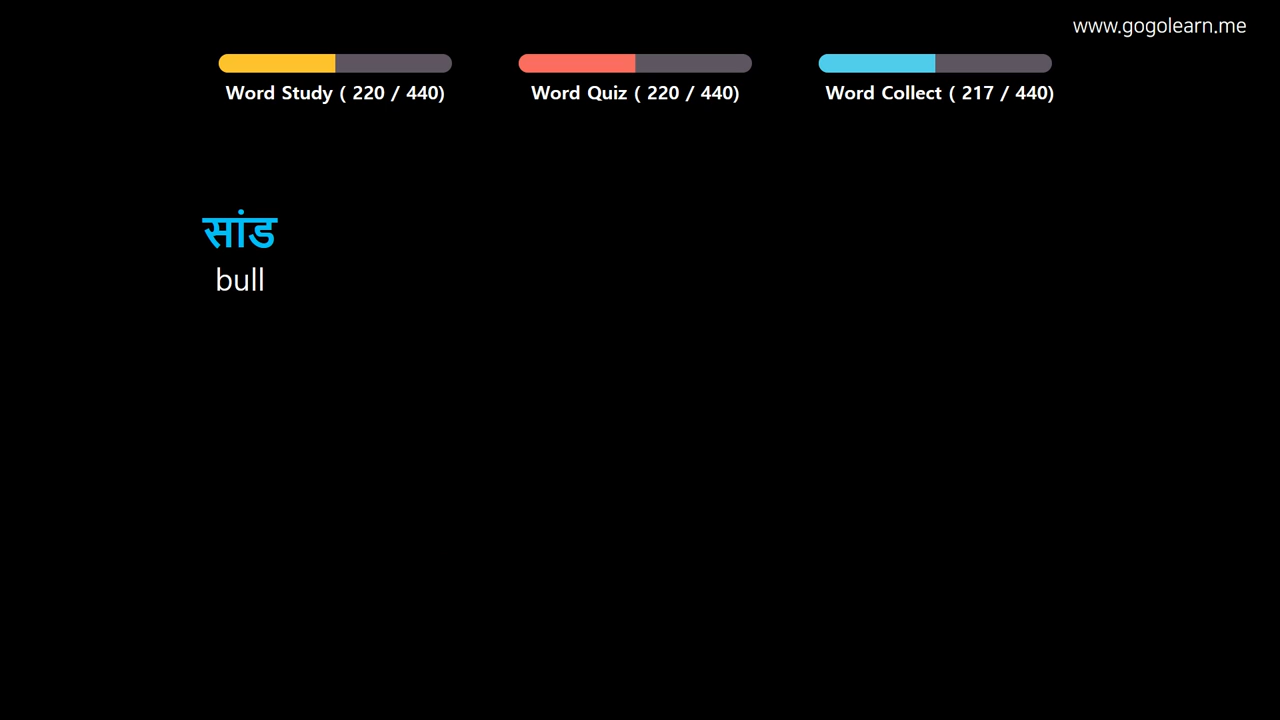 www.gogolearn.me
Word Study ( 220 / 440)
Word Quiz ( 220 / 440)
Word Collect ( 217 / 440)
सांड
bull